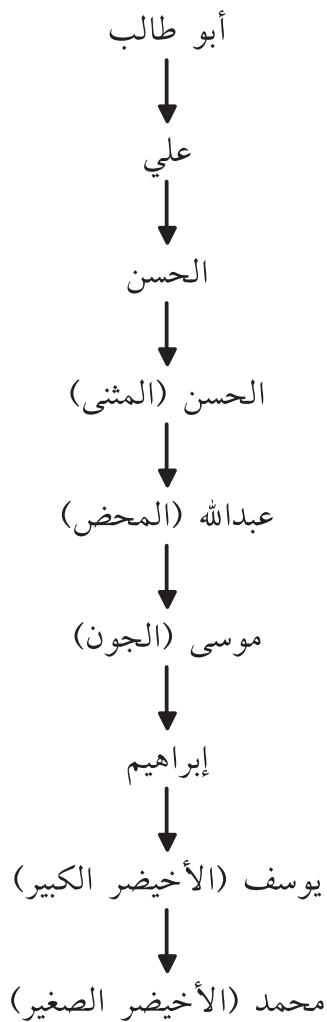 أبو طالب
علي
الحسن
الحسن (المثنى)
عبدالله (المحض)
موسى (الجون)
إبراهيم
يوسف (الأخيضر الكبير)
محمد (الأخيضر الصغير)